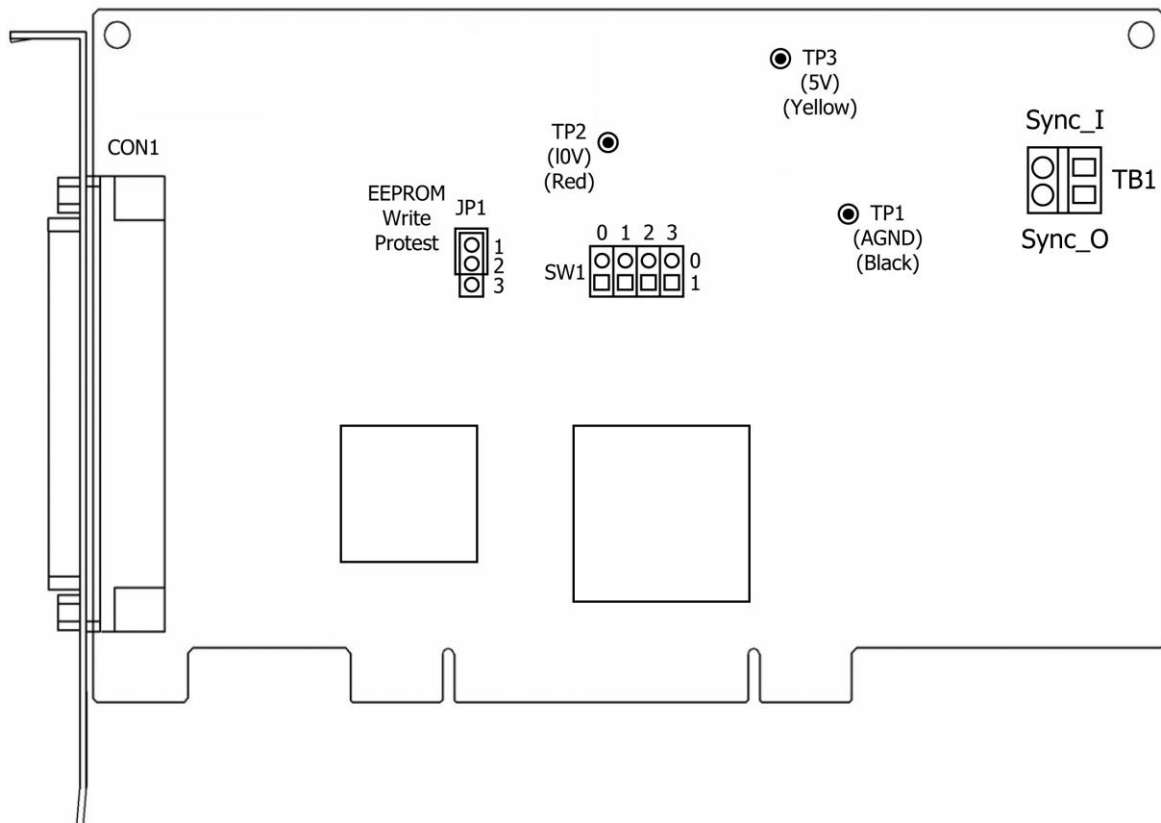 TP3
(5V)
(Yellow)
TP2
(l0V)
(Red)
Sync_I
TB1
Sync_O
CON1
EEPROM
Write
Protest
JP1
1
2
3
TP1
(AGND)
(Black)
0 1 2 3
SW1
0
1